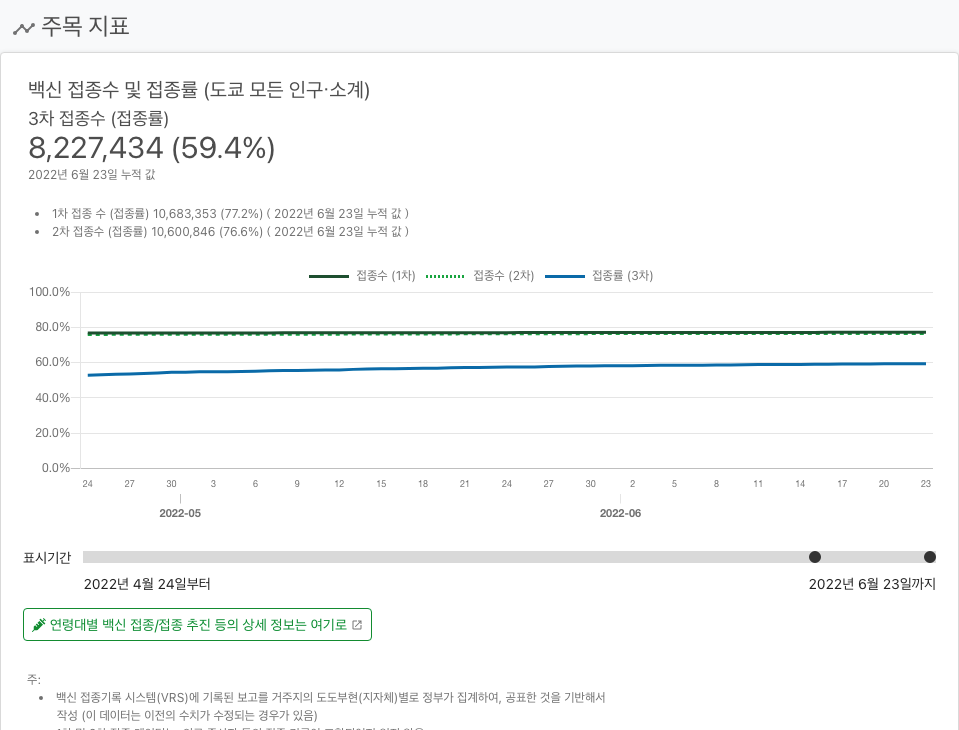 주목 지표
백신 접종수 및 접종률 (도쿄 모든 인구·소계)
3차 접종수 (접종률)
8,227,434 (59.4%)
2022년 6월 23일 누적 값
• 1차 접종 수 (접종률) 10,683,353 (77.2%) ( 2022년 6월 23일 누적 값 )
• 2차 접종수 (접종률) 10,600,846 (76.6%) ( 2022년 6월 23일 누적 값 )
접종수 (1차) 접종수 (2차) 접종률 (3차)
100.0%
80.0%
60.0%
40.0%
20.0%
0.0%
24 27 30 3 6 9 12 15 18 21 24 27 30 2 5 8 11 14 17 20 23
2022-05 2022-06
표시기간
2022년 4월 24일부터 2022년 6월 23일까지
연령대별 백신 접종/접종 추진 등의 상세 정보는 여기로
주:
• 백신 접종기록 시스템(VRS)에 기록된 보고를 거주지의 도도부현(지자체)별로 정부가 집계하여, 공표한 것을 기반해서
작성 (이 데이터는 이전의 수치가 수정되는 경우가 있음)